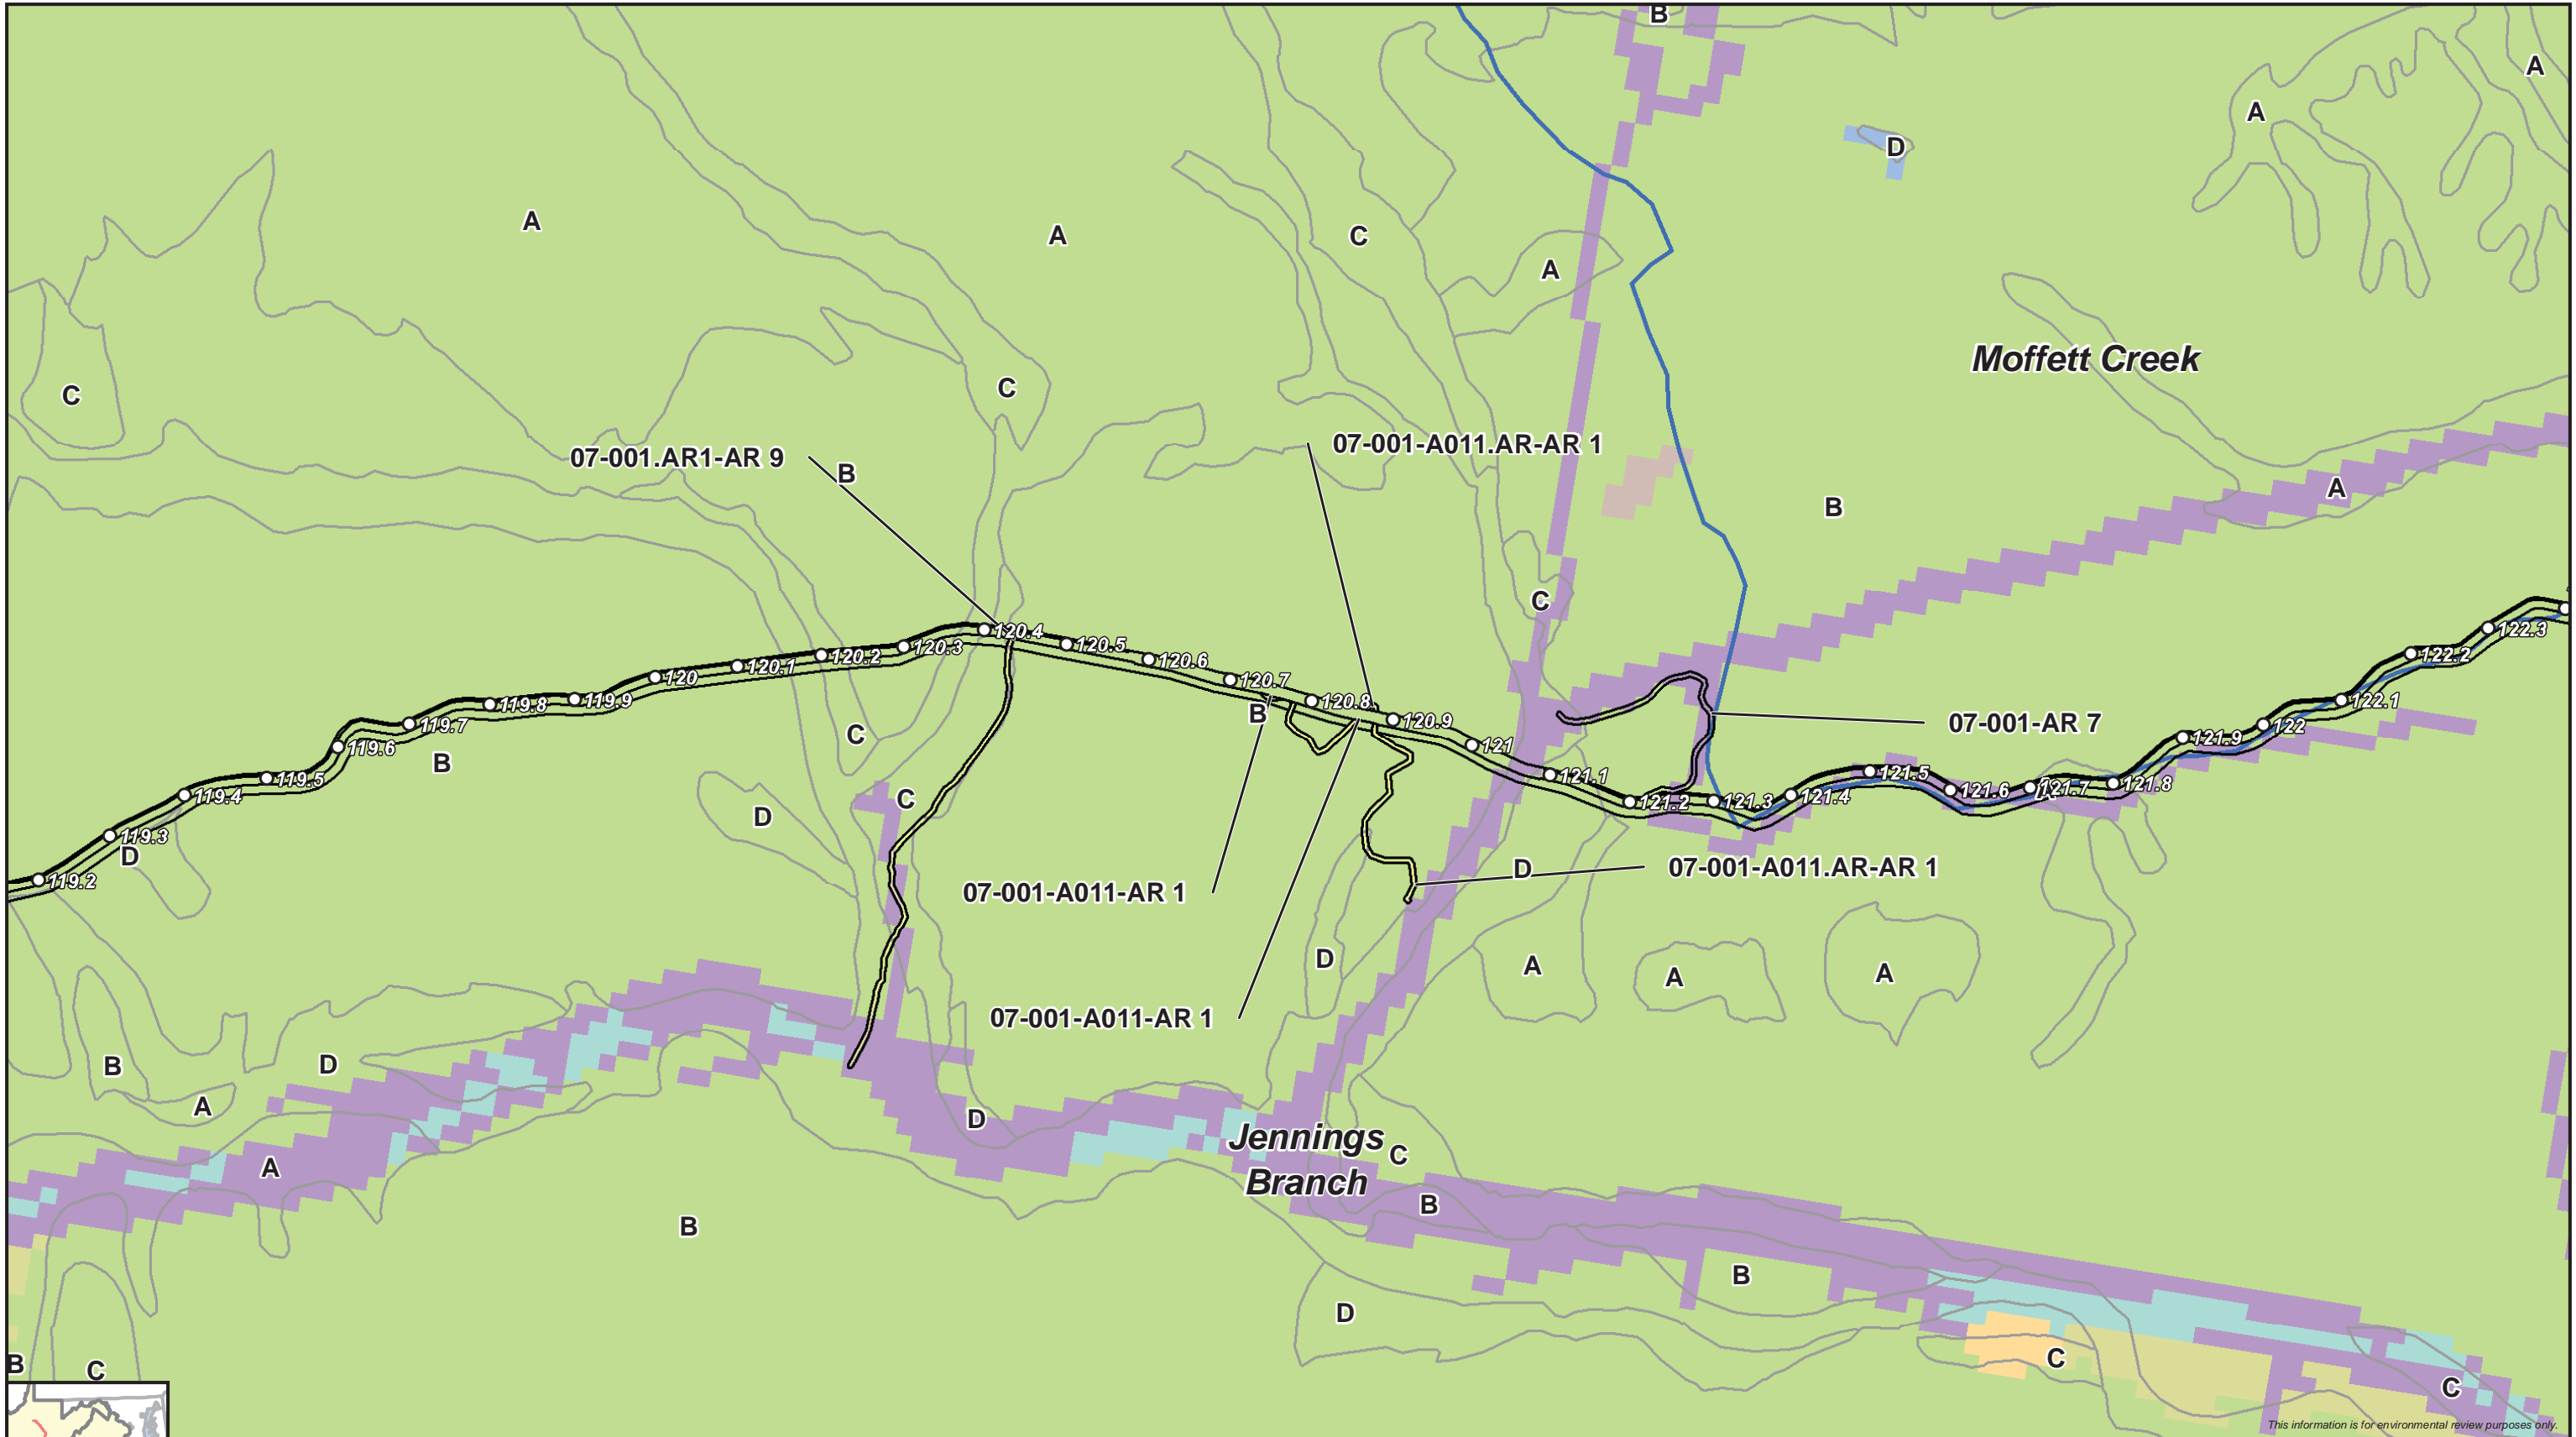 B
A
A
D
A
A
C
A
Moffett Creek
C
C
07-001-A011.AR-AR 1
07-001.AR1-AR 9
B
A
B
C
122.3
120.4
120.5
120.3
122.2
120.2
120.6
120.1
120
120.7
122.1
119.9
120.8
119.8
B
120.9
07-001-AR 7
119.7
C
122
121.9
119.6
121
B
121.5
119.5
121.1
121.8
121.6
121.7
A
119.4
C
121.4
121.2
121.3
D
119.3
D
D
07-001-A011.AR-AR 1
119.2
07-001-A011-AR 1
D
A
A
A
07-001-A011-AR 1
B
D
A
D
Jennings
Branch
C
A
B
B
B
D
C
B
C
C
This information is for environmental review purposes only.